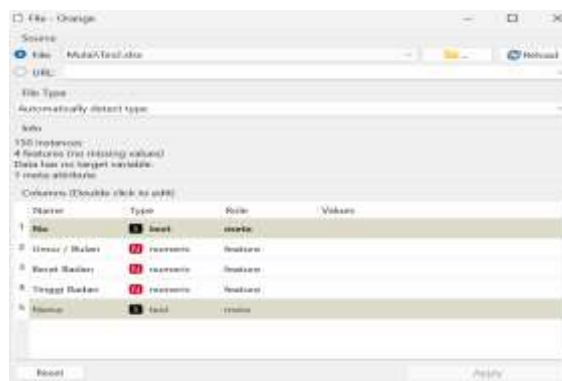 File - Orange
Source
File: Mulai\Test.xlsx
Reload
URL:
File Type
Automatically detect type
Info
150 instances
4 features (no missing values)
Data has no target variable.
1 meta attribute
Columns (Double click to edit)
Name Type Role Values
1 No text meta
2 Umur / Bulan numeric feature
3 Berat Badan numeric feature
4 Tinggi Badan numeric feature
5 text meta
Reset Apply